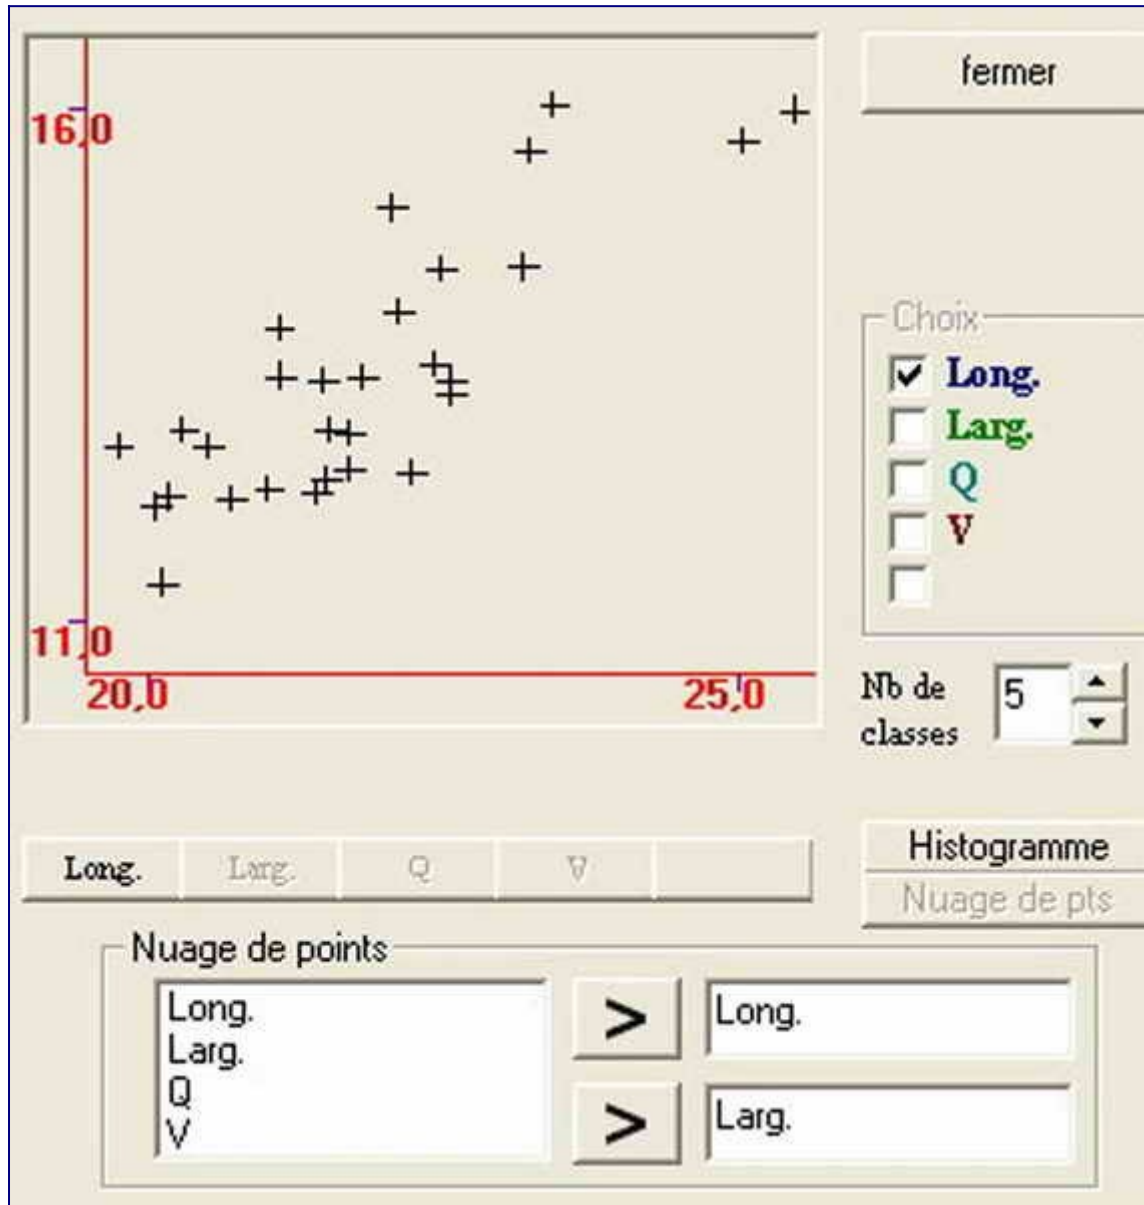 16,0
11,0
20,0
25,0
fermer
Choix
Long.
Larg.
Q
V
Nb de
classes
5
Long.
Larg.
Q
V
Histogramme
Nuage de pts
Nuage de points
Long.
Larg.
Q
V
>
Long.
>
Larg.